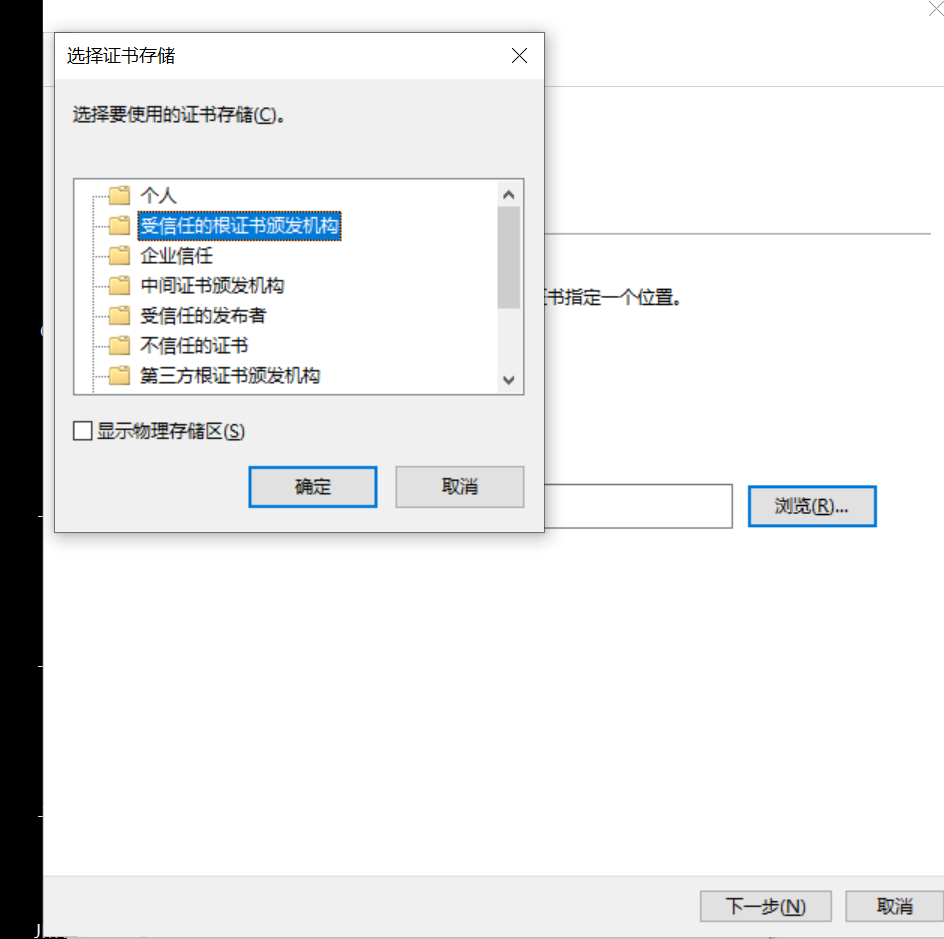 选择证书存储
选择要使用的证书存储(C)。
个人
受信任的根证书颁发机构
企业信任
中间证书颁发机构
受信任的发布者
不信任的证书
第三方根证书颁发机构
书指定一个位置。
显示物理存储区(S)
确定
取消
浏览(R)...
下一步(N)
取消